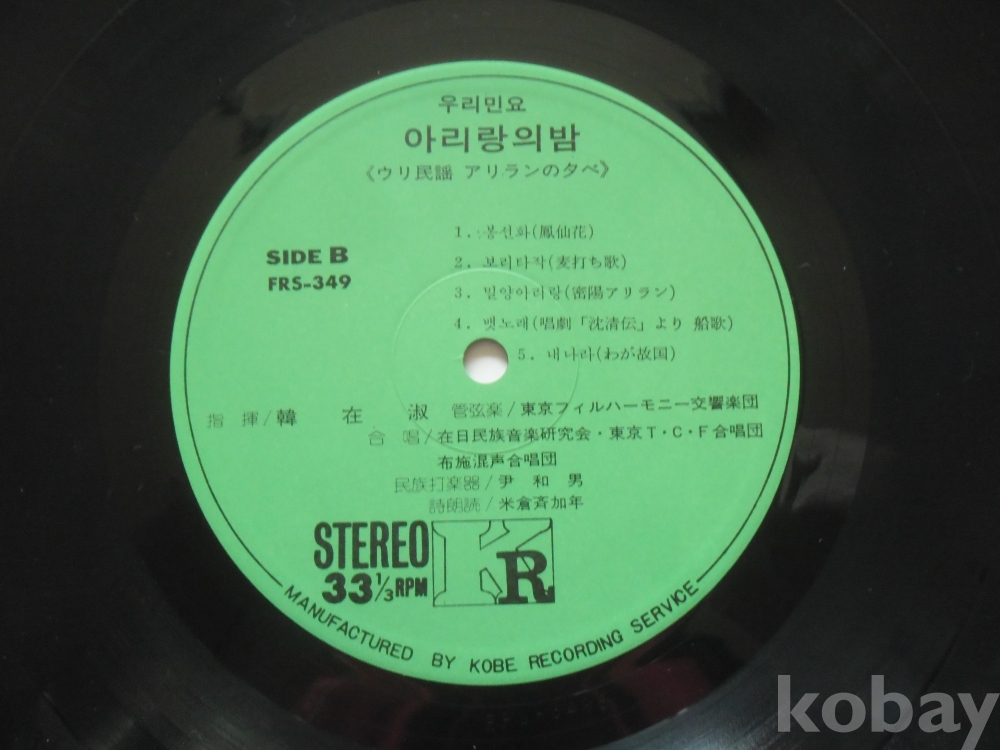 우리민요
아리랑의밤
《ウリ民謡 アリランの夕べ》
SIDE B
FRS-349
1. 봉선화(鳳仙花)
2. 보리타작(麦打ち歌)
3. 밀양아리랑(密陽アリラン)
4. 뱃노래(唱劇「沈清伝」より 船歌)
5. 내나라(わが故国)
指 揮/韓 在 淑 管弦楽/東京フィルハーモニー交響楽団
合 唱/在日民族音楽研究会・東京T・C・F合唱団
布施混声合唱団
民族打楽器/尹 和 男
詩朗読/米倉斉加年
STEREO
33 1/3 RPM
KR
MANUFACTURED BY KOBE RECORDING SERVICE
kobay